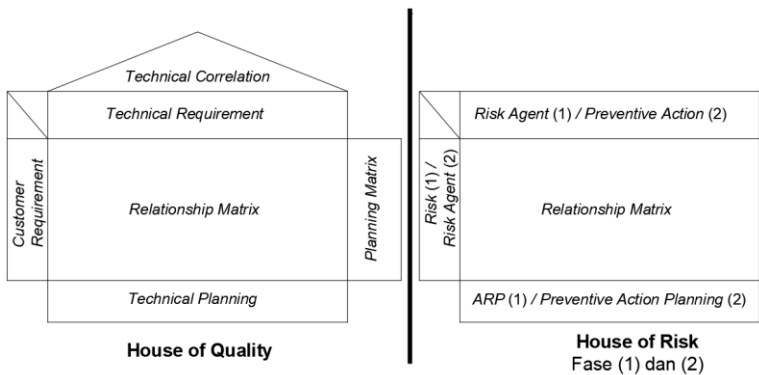 Technical Correlation
Technical Requirement
Customer
Requirement
Relationship Matrix
Planning Matrix
Technical Planning
House of Quality
Risk Agent (1) / Preventive Action (2)
Risk (1) /
Risk Agent (2)
Relationship Matrix
ARP (1) / Preventive Action Planning (2)
House of Risk
Fase (1) dan (2)